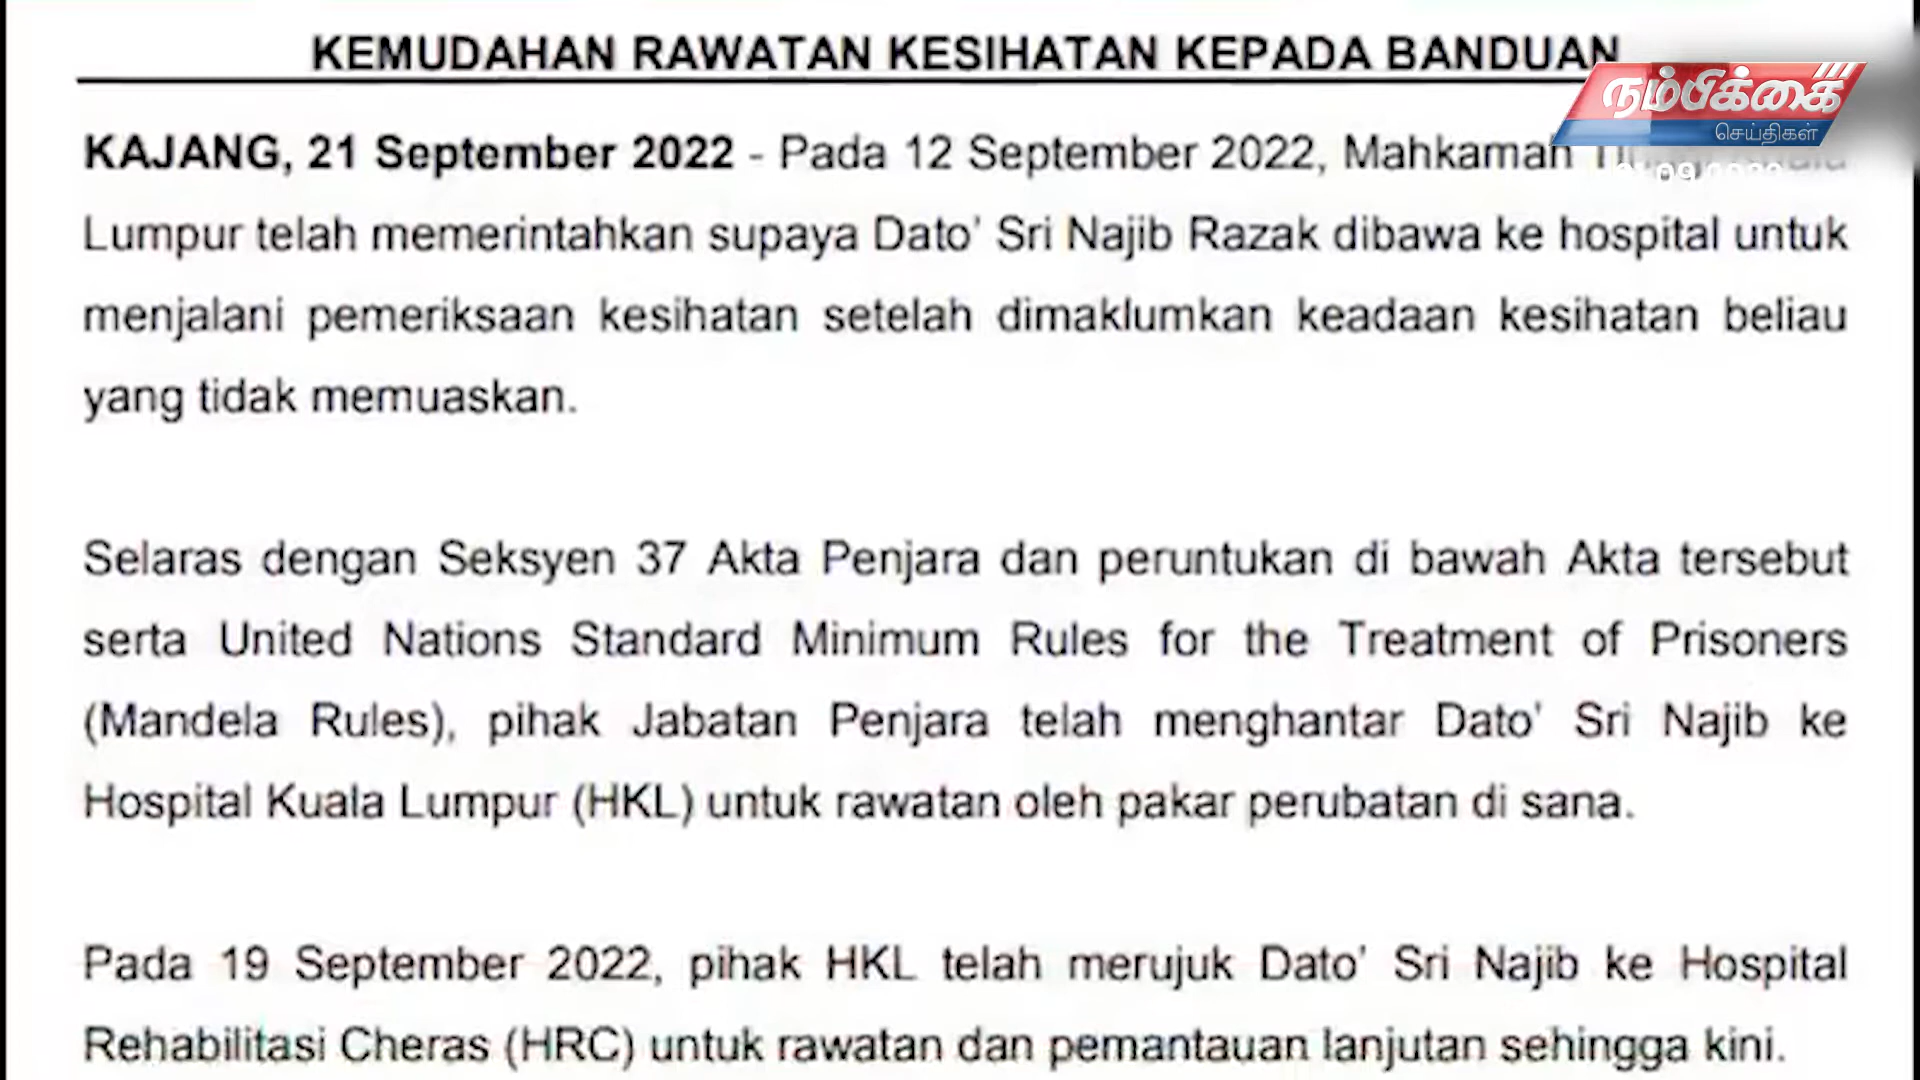 KEMUDAHAN RAWATAN KESIHATAN KEPADA BANDUAN
நம்பிக்கை
செய்திகள்
KAJANG, 21 September 2022 - Pada 12 September 2022, Mahkamah
Lumpur telah memerintahkan supaya Dato' Sri Najib Razak dibawa ke hospital untuk
menjalani pemeriksaan kesihatan setelah dimaklumkan keadaan kesihatan beliau
yang tidak memuaskan.
Selaras dengan Seksyen 37 Akta Penjara dan peruntukan di bawah Akta tersebut
serta United Nations Standard Minimum Rules for the Treatment of Prisoners
(Mandela Rules), pihak Jabatan Penjara telah menghantar Dato' Sri Najib ke
Hospital Kuala Lumpur (HKL) untuk rawatan oleh pakar perubatan di sana.
Pada 19 September 2022, pihak HKL telah merujuk Dato' Sri Najib ke Hospital
Rehabilitasi Cheras (HRC) untuk rawatan dan pemantauan lanjutan sehingga kini.